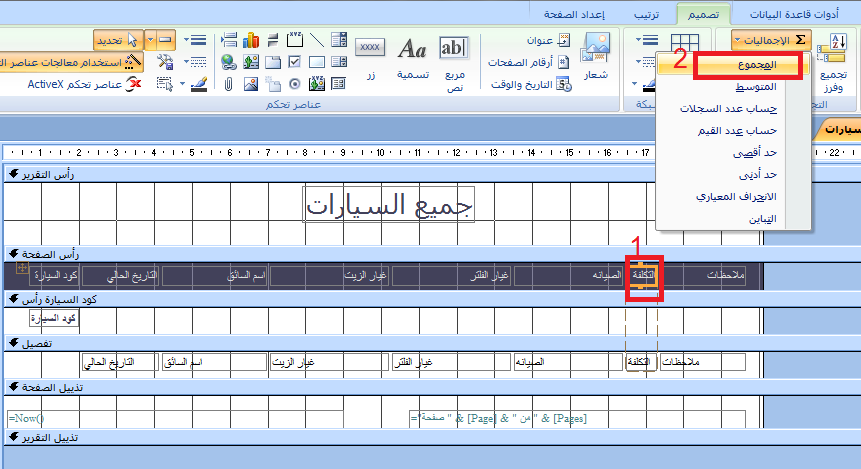 أدوات قاعدة البيانات تصميم ترتيب إعداد الصفحة
تجميع وفرز
الإجماليات
المجموع
المتوسط
حساب عدد السجلات
حساب عدد القيم
حد أقصى
حد أدنى
الانحراف المعياري
التباين
2
شعار
عنوان
أرقام الصفحات
التاريخ والوقت
مربع نص
ab
تسمية
Aa
زر
XXXX
تحديد
استخدام معالجات عناصر
عناصر تحكم ActiveX
عناصر تحكم
1 2 3 4 5 6 7 8 9 10 11 12 13 14 15 16 17 22
رأس التقرير
جميع السيارات
رأس الصفحة
1
كود السيارة التاريخ الحالي اسم السائق غيار الزيت غيار الفلتر الصيانه التكلفة ملاحظات
كود السيارة رأس
كود السيارة
تفصيل
التاريخ الحالي اسم السائق غيار الزيت غيار الفلتر الصيانه التكلفة ملاحظات
تذييل الصفحة
=Now()
="صفحة " & [Page] & " من " & [Pages]
تذييل التقرير